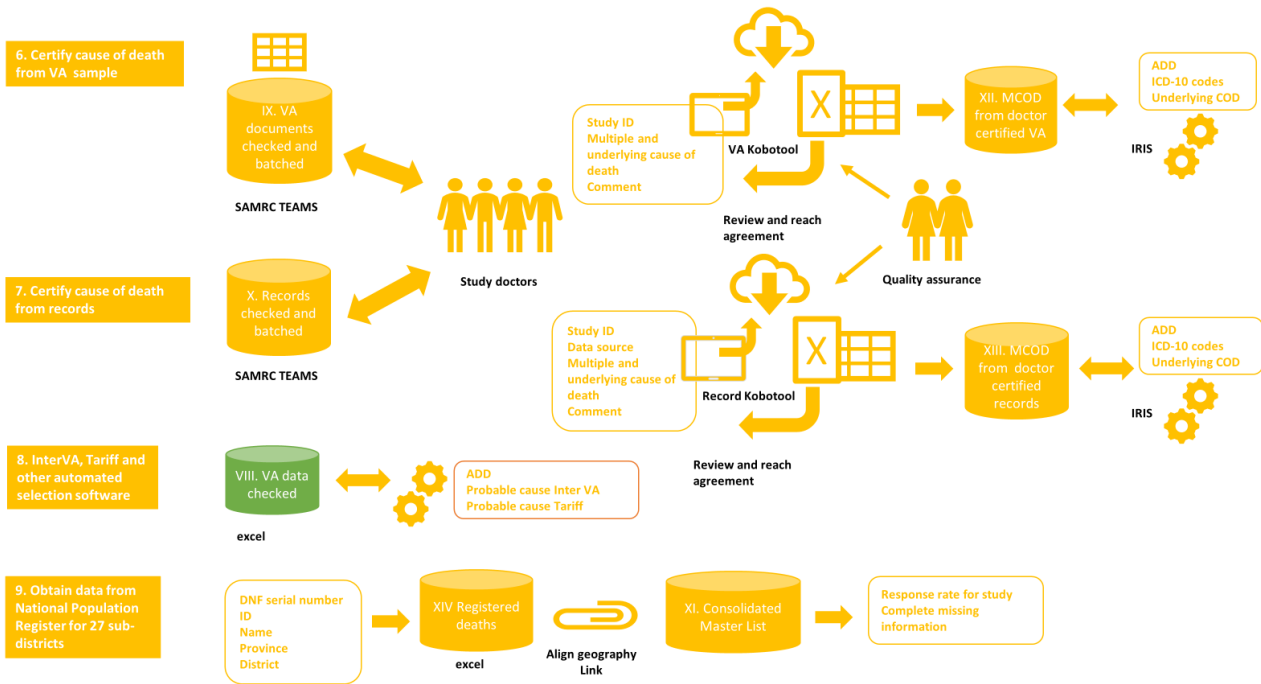 6. Certify cause of death
from VA  sample
IX. VA
documents
checked and
batched
SAMRC TEAMS
Study doctors
Study ID
Multiple and
underlying cause of
death
Comment
VA Kobotool
X
Review and reach
agreement
XII. MCOD
from doctor
certified VA
ADD
ICD-10 codes
Underlying COD
IRIS
Quality assurance
7. Certify cause of death
from records
X. Records
checked and
batched
SAMRC TEAMS
Study ID
Data source
Multiple and
underlying cause of
death
Comment
Record Kobotool
X
Review and reach
agreement
XIII. MCOD
from  doctor
certified
records
ADD
ICD-10 codes
Underlying COD
IRIS
8. InterVA, Tariff and
other automated
selection software
VIII. VA data
checked
excel
ADD
Probable cause Inter VA
Probable cause Tariff
9. Obtain data from
National Population
Register for 27 sub-
districts
DNF serial number
ID
Name
Province
District
XIV Registered
deaths
excel
Align geography
Link
XI. Consolidated
Master List
Response rate for study
Complete missing
information